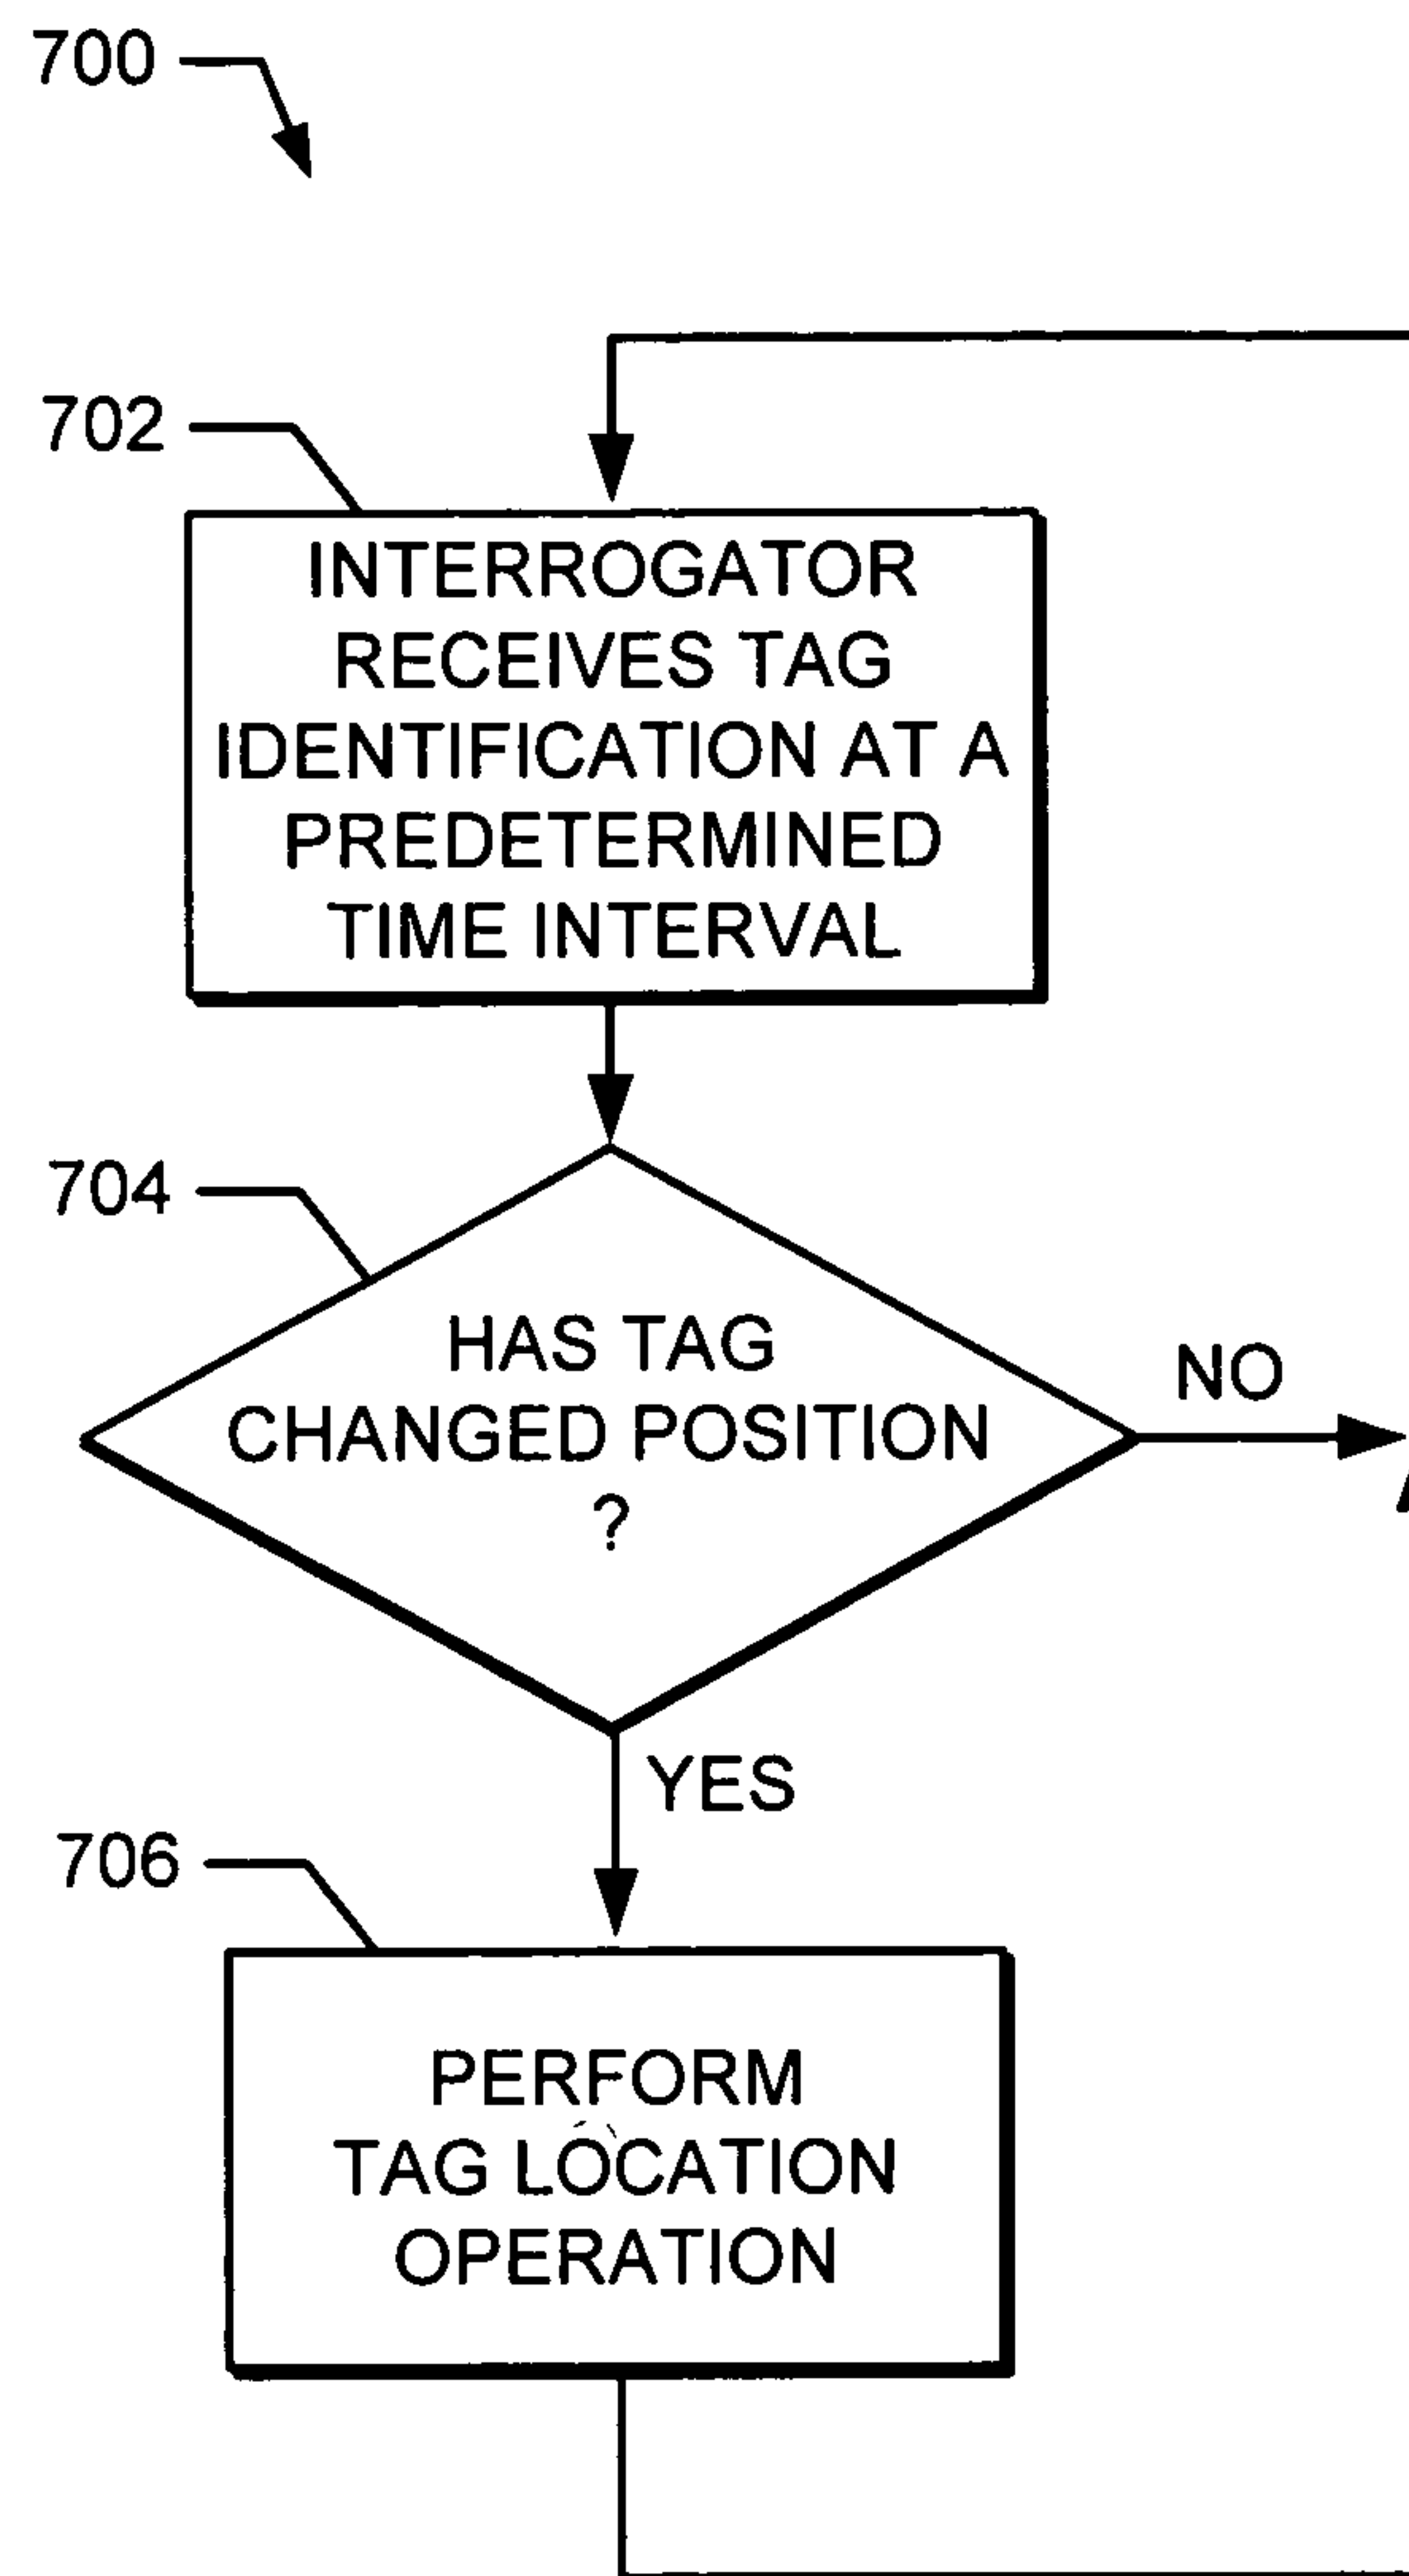 700
702
INTERROGATOR
RECEIVES TAG
IDENTIFICATION AT A
PREDETERMINED
TIME INTERVAL
704
HAS TAG
CHANGED POSITION
?
NO
YES
706
PERFORM
TAG LOCATION
OPERATION